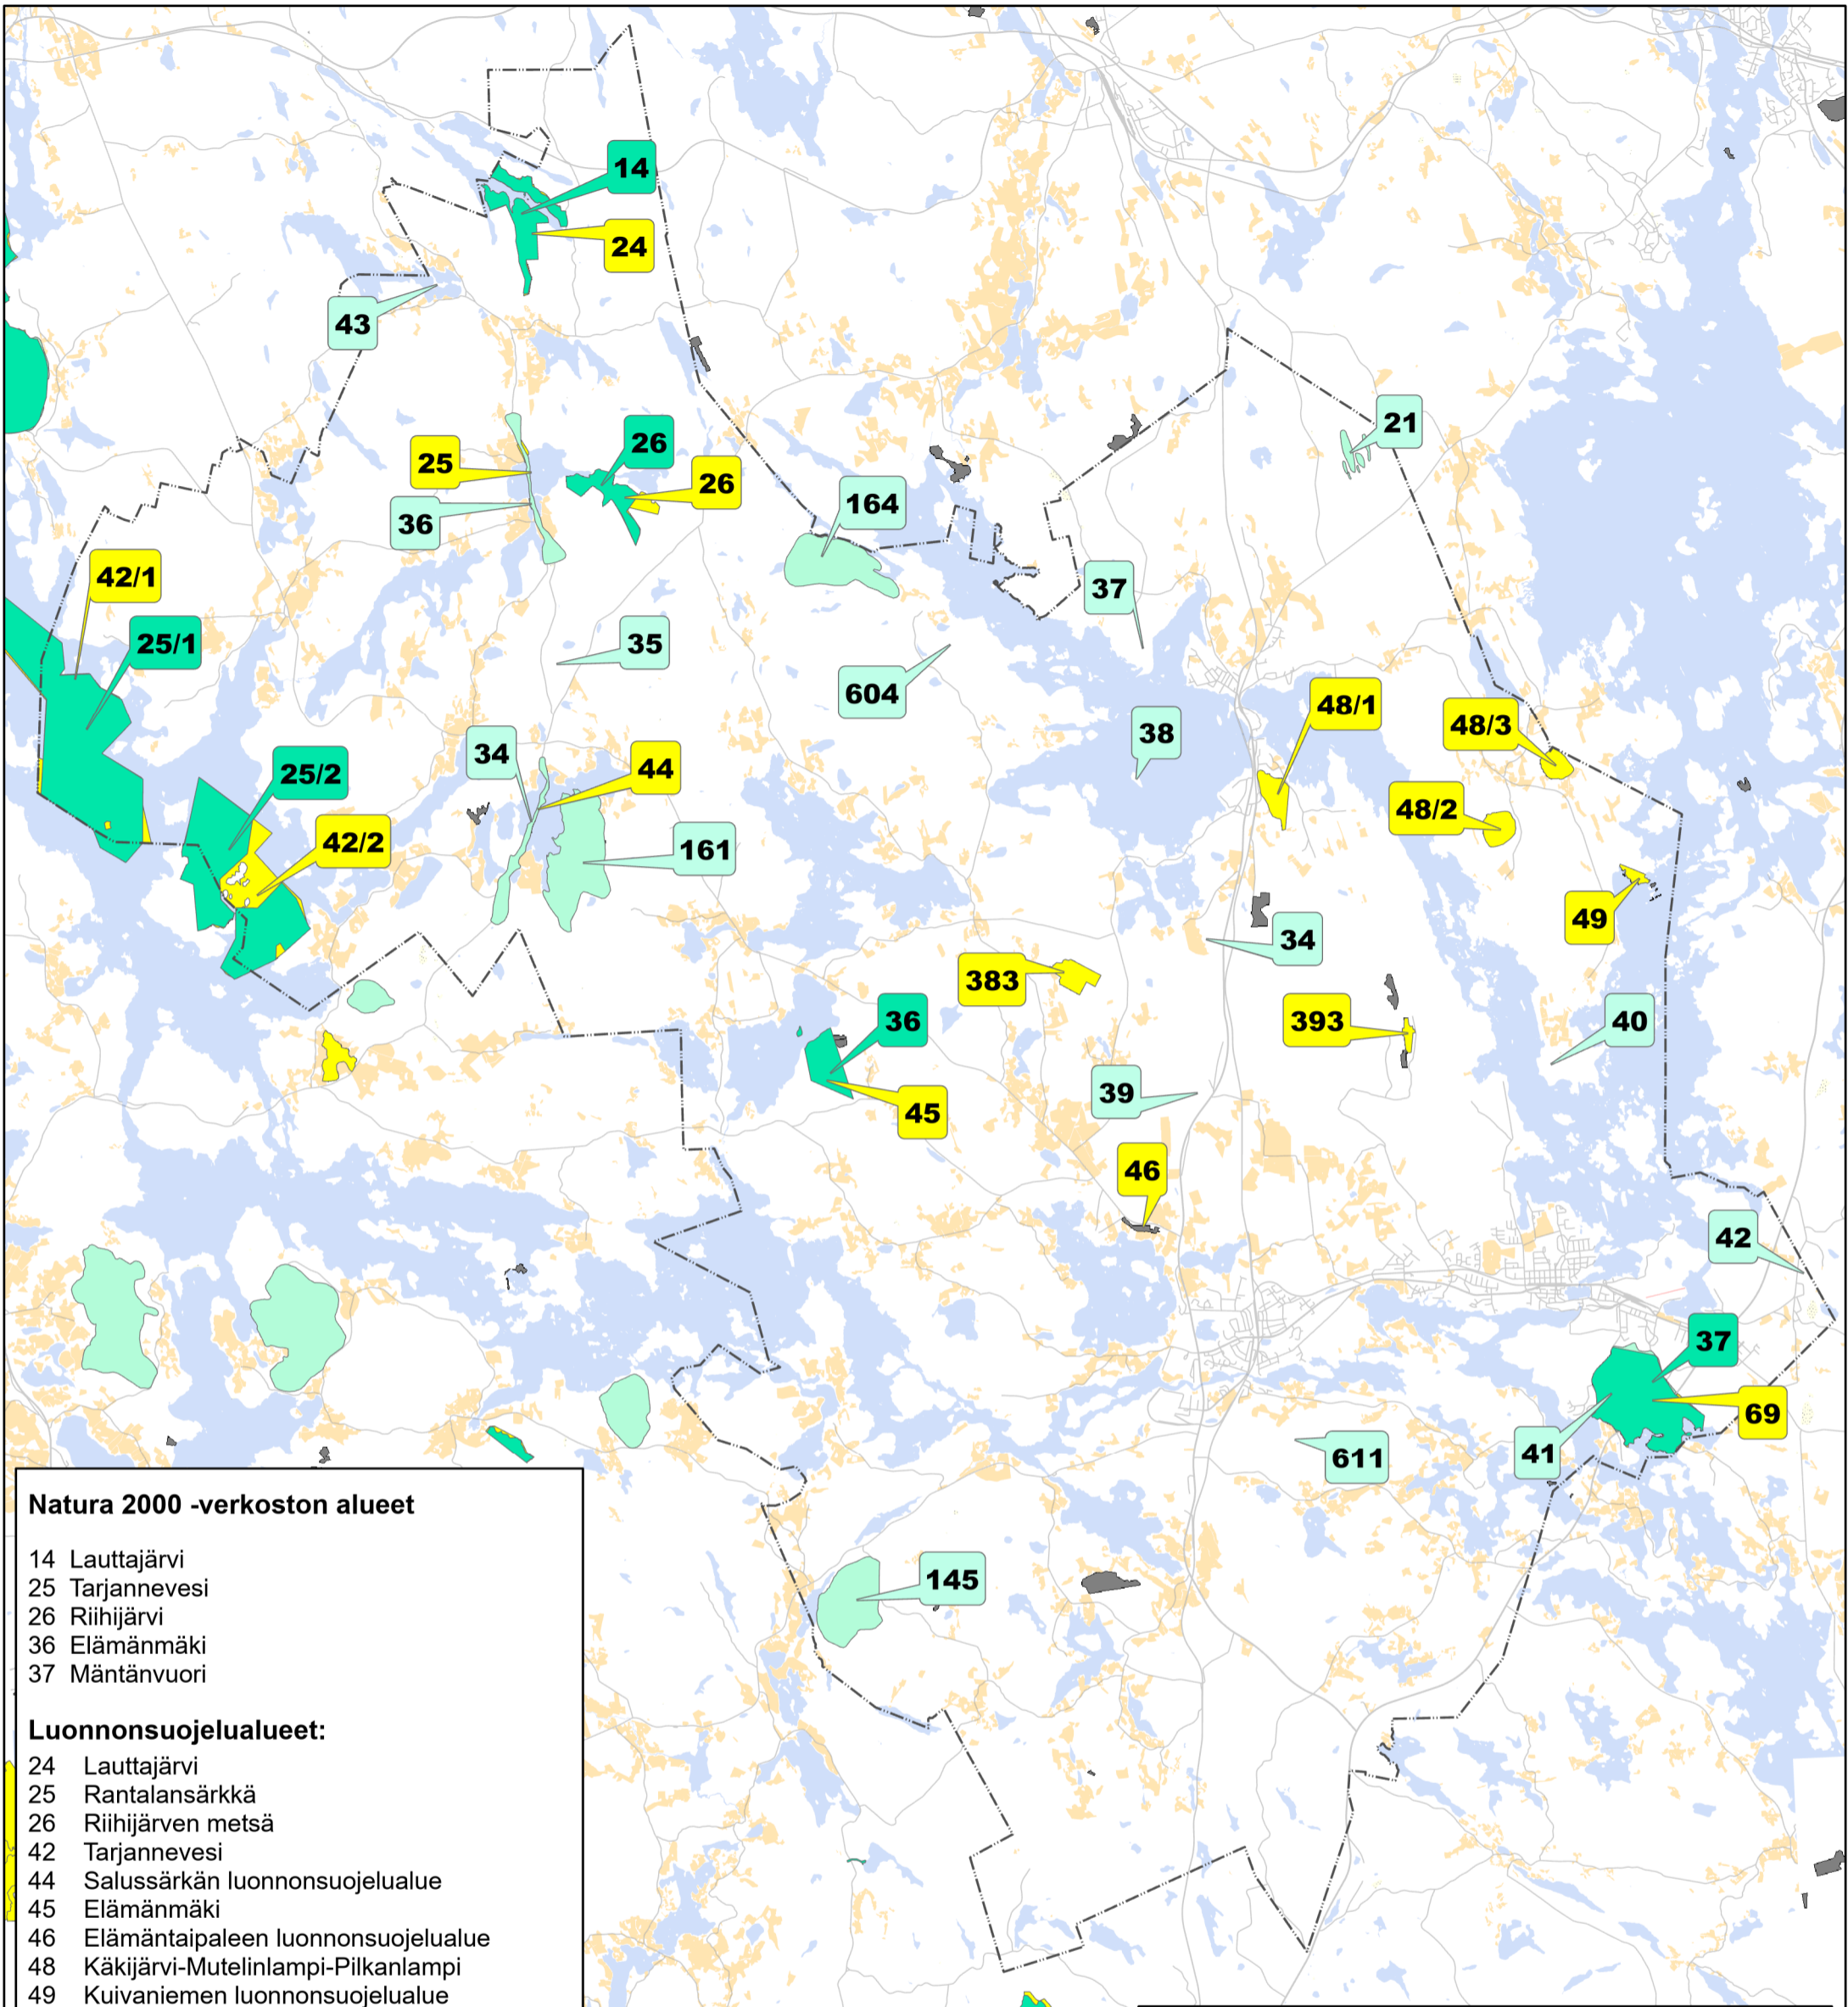 14
24
43
21
26
25
26
164
36
42/1
37
25/1
35
604
48/1
48/3
38
34
44
25/2
48/2
42/2
161
49
34
383
36
393
40
39
45
46
42
37
69
41
611
145
Natura 2000 -verkoston alueet
14 Lauttajärvi
25 Tarjannevesi
26 Riihijärvi
36 Elämänmäki
37 Mäntänvuori
Luonnonsuojelualueet:
24 Lauttajärvi
25 Rantalansärkkä
26 Riihijärven metsä
42 Tarjannevesi
44 Salussärkän luonnonsuojelualue
45 Elämänmäki
46 Elämäntaipaleen luonnonsuojelualue
48 Käkijärvi-Mutelinlampi-Pilkanlampi
49 Kuivaniemen luonnonsuojelualue